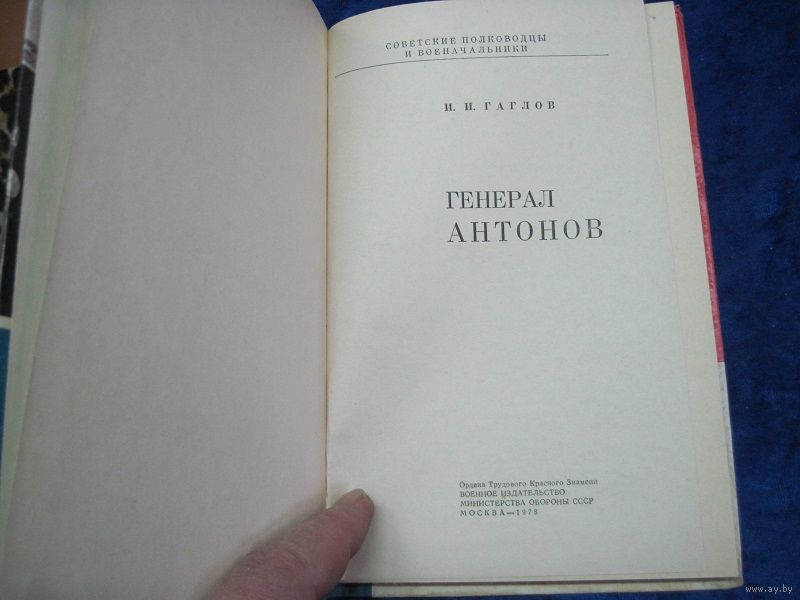 СОВЕТСКИЕ ПОЛКОВОДЦЫ
И ВОЕНАЧАЛЬНИКИ
И. И. ГАГЛОВ
ГЕНЕРАЛ
АНТОНОВ
Ордена Трудового Красного Знамени
ВОЕННОЕ ИЗДАТЕЛЬСТВО
МИНИСТЕРСТВА ОБОРОНЫ СССР
МОСКВА—1978
© www.ay.by